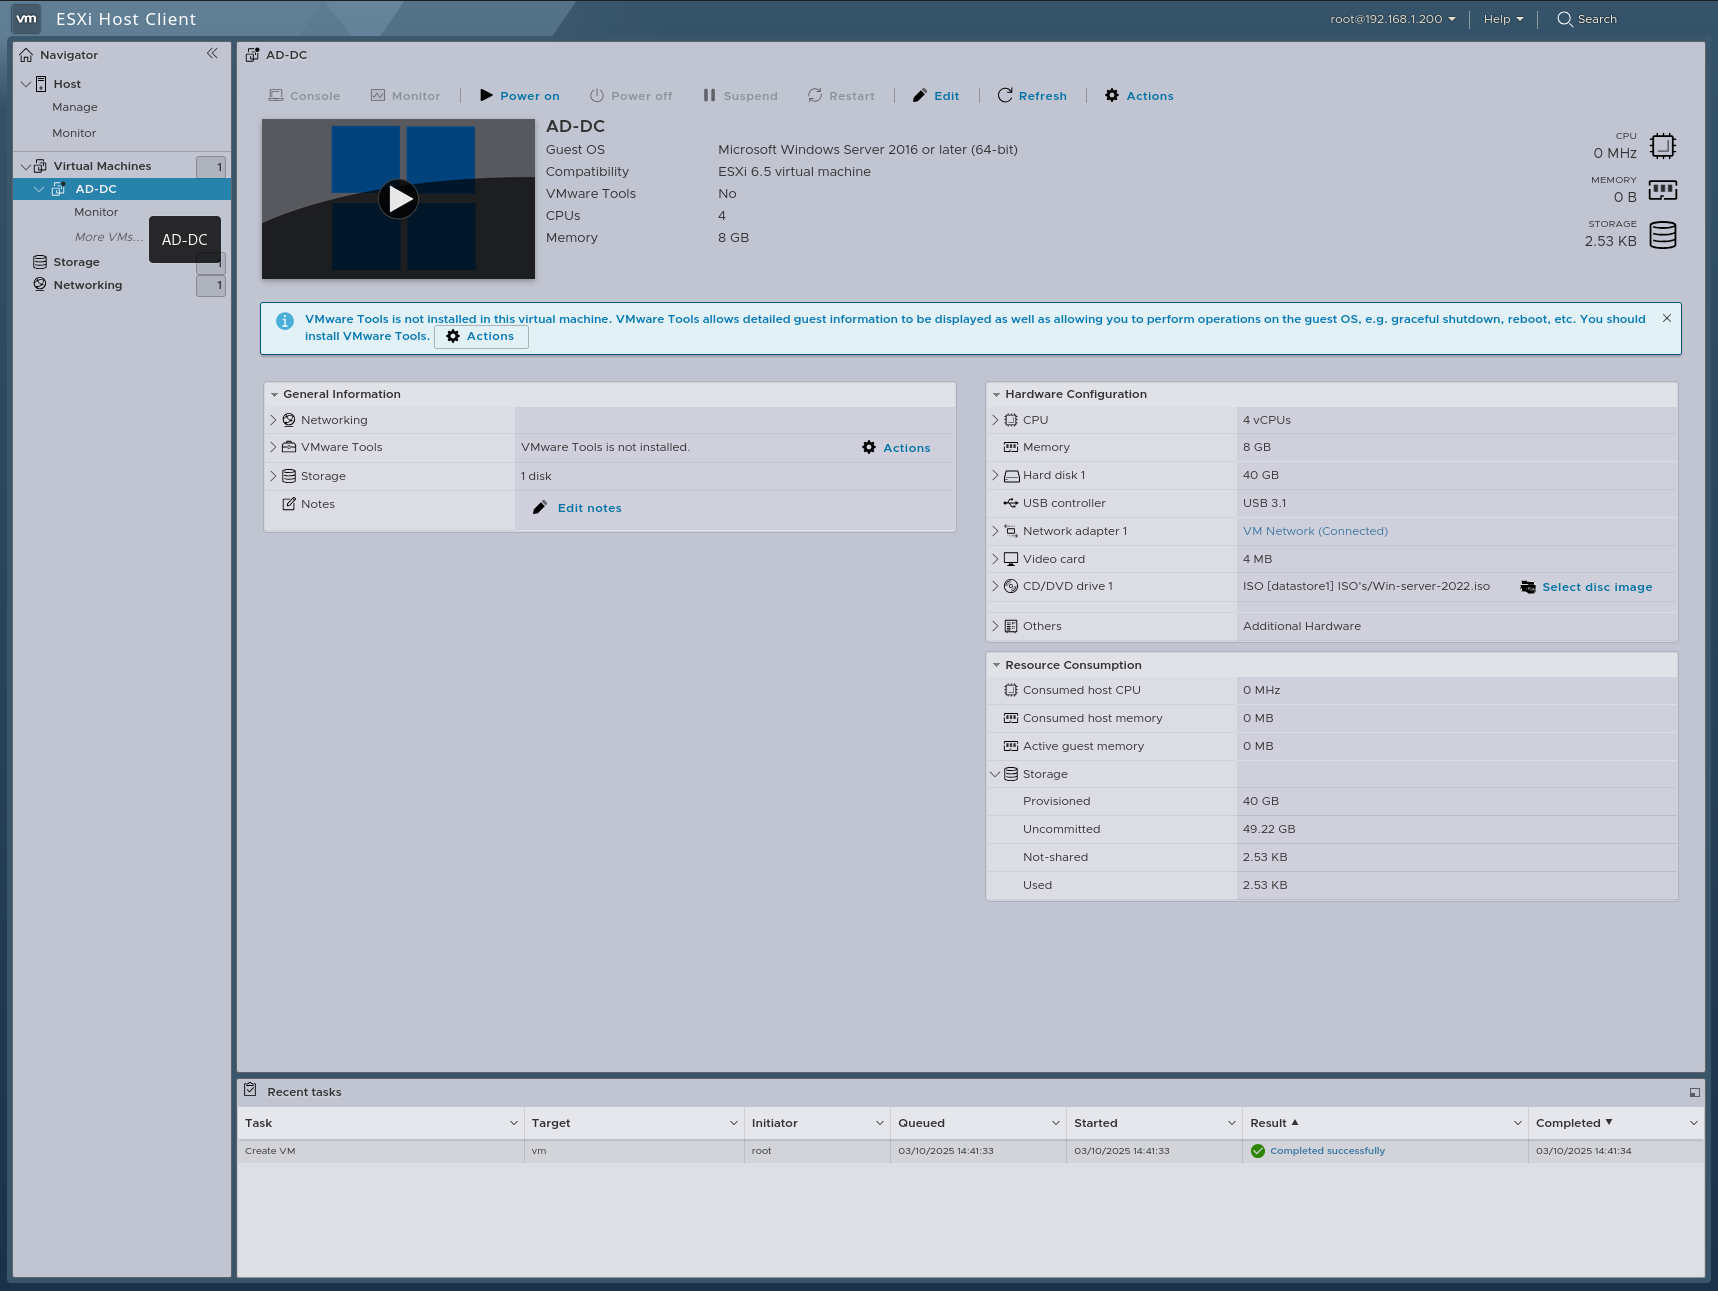 vm ESXi Host Client
root@192.168.1.200 Help Search
Navigator
Host
Manage
Monitor
Virtual Machines 1
AD-DC
Monitor
More VMs...
AD-DC
Storage 1
Networking 1
AD-DC
Console Monitor Power on Power off Suspend Restart Edit Refresh Actions
AD-DC
Guest OS Microsoft Windows Server 2016 or later (64-bit)
Compatibility ESXi 6.5 virtual machine
VMware Tools No
CPUs 4
Memory 8 GB
CPU
0 MHz
MEMORY
0 B
STORAGE
2.53 KB
VMware Tools is not installed in this virtual machine. VMware Tools allows detailed guest information to be displayed as well as allowing you to perform operations on the guest OS, e.g. graceful shutdown, reboot, etc. You should
install VMware Tools. Actions
General Information
Networking
VMware Tools VMware Tools is not installed. Actions
Storage 1 disk
Notes Edit notes
Hardware Configuration
CPU 4 vCPUs
Memory 8 GB
Hard disk 1 40 GB
USB controller USB 3.1
Network adapter 1 VM Network (Connected)
Video card 4 MB
CD/DVD drive 1 ISO [datastore1] ISO's/Win-server-2022.iso Select disc image
Others Additional Hardware
Resource Consumption
Consumed host CPU 0 MHz
Consumed host memory 0 MB
Active guest memory 0 MB
Storage
Provisioned 40 GB
Uncommitted 49.22 GB
Not-shared 2.53 KB
Used 2.53 KB
Recent tasks
Task Target Initiator Queued Started Result Completed
Create VM vm root 03/10/2025 14:41:33 03/10/2025 14:41:33 Completed successfully 03/10/2025 14:41:34